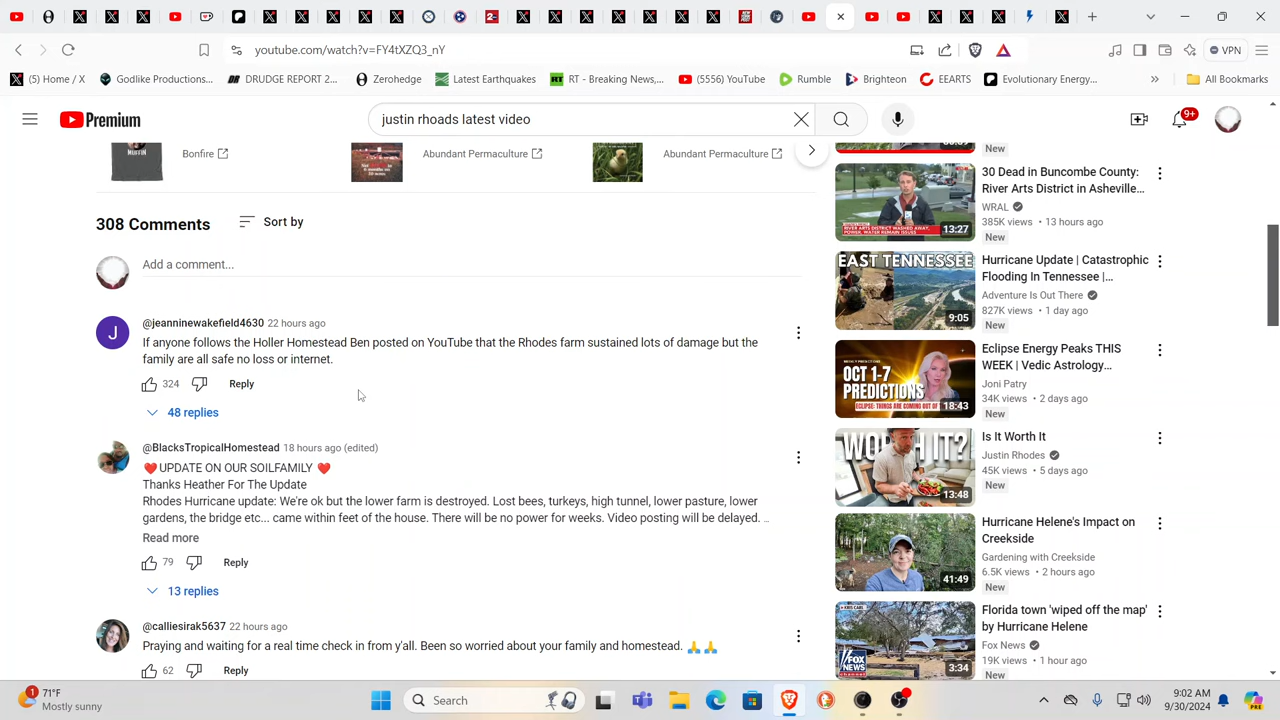 youtube.com/watch?v=FY4tXZQ3_nY
VPN
(5) Home / X
Godlike Productions...
DRUDGE REPORT 2...
Zerohedge
Latest Earthquakes
RT - Breaking News,...
(5556) YouTube
Rumble
Brighteon
EEARTS
Evolutionary Energy...
»
All Bookmarks
Premium
justin rhoads latest video
9+
Bonfire
Abundant Permaculture
Abundant Permaculture
308 Comments
Sort by
Add a comment...
@jeanninewakefield4630 22 hours ago
If anyone follows the Holler Homestead Ben posted on YouTube that the Rhodes farm sustained lots of damage but the
family are all safe no loss or internet.
324
Reply
48 replies
@BlacksTropicalHomestead 18 hours ago (edited)
❤️UPDATE ON OUR SOILFAMILY ❤️
Thanks Heather For The Update
Rhodes Hurricane update: We're ok but the lower farm is destroyed. Lost bees, turkeys, high tunnel, lower pasture, lower
gardens, the bridge etc... came within feet of the house. There will be no power for weeks. Video posting will be delayed. ...
Read more
79
Reply
13 replies
@calliesirak5637 22 hours ago
Praying and waiting for a real time check in from y'all. Been so worried about your family and homestead. 🙏 🙏
62
Reply
New
30 Dead in Buncombe County:
River Arts District in Asheville...
WRAL
385K views • 13 hours ago
New
13:27
EAST TENNESSEE
9:05
Hurricane Update | Catastrophic
Flooding In Tennessee |...
Adventure Is Out There
827K views • 1 day ago
New
OCT 1-7
PREDICTIONS
18:43
Eclipse Energy Peaks THIS
WEEK | Vedic Astrology...
Joni Patry
34K views • 2 days ago
New
WORTH IT?
13:48
Is It Worth It
Justin Rhodes
45K views • 5 days ago
New
41:49
Hurricane Helene's Impact on
Creekside
Gardening with Creekside
6.5K views • 2 hours ago
New
FOX
NEWS
channel
3:34
Florida town 'wiped off the map'
by Hurricane Helene
Fox News
19K views • 1 hour ago
New
1
71°F
Mostly sunny
Search
9:02 AM
9/30/2024